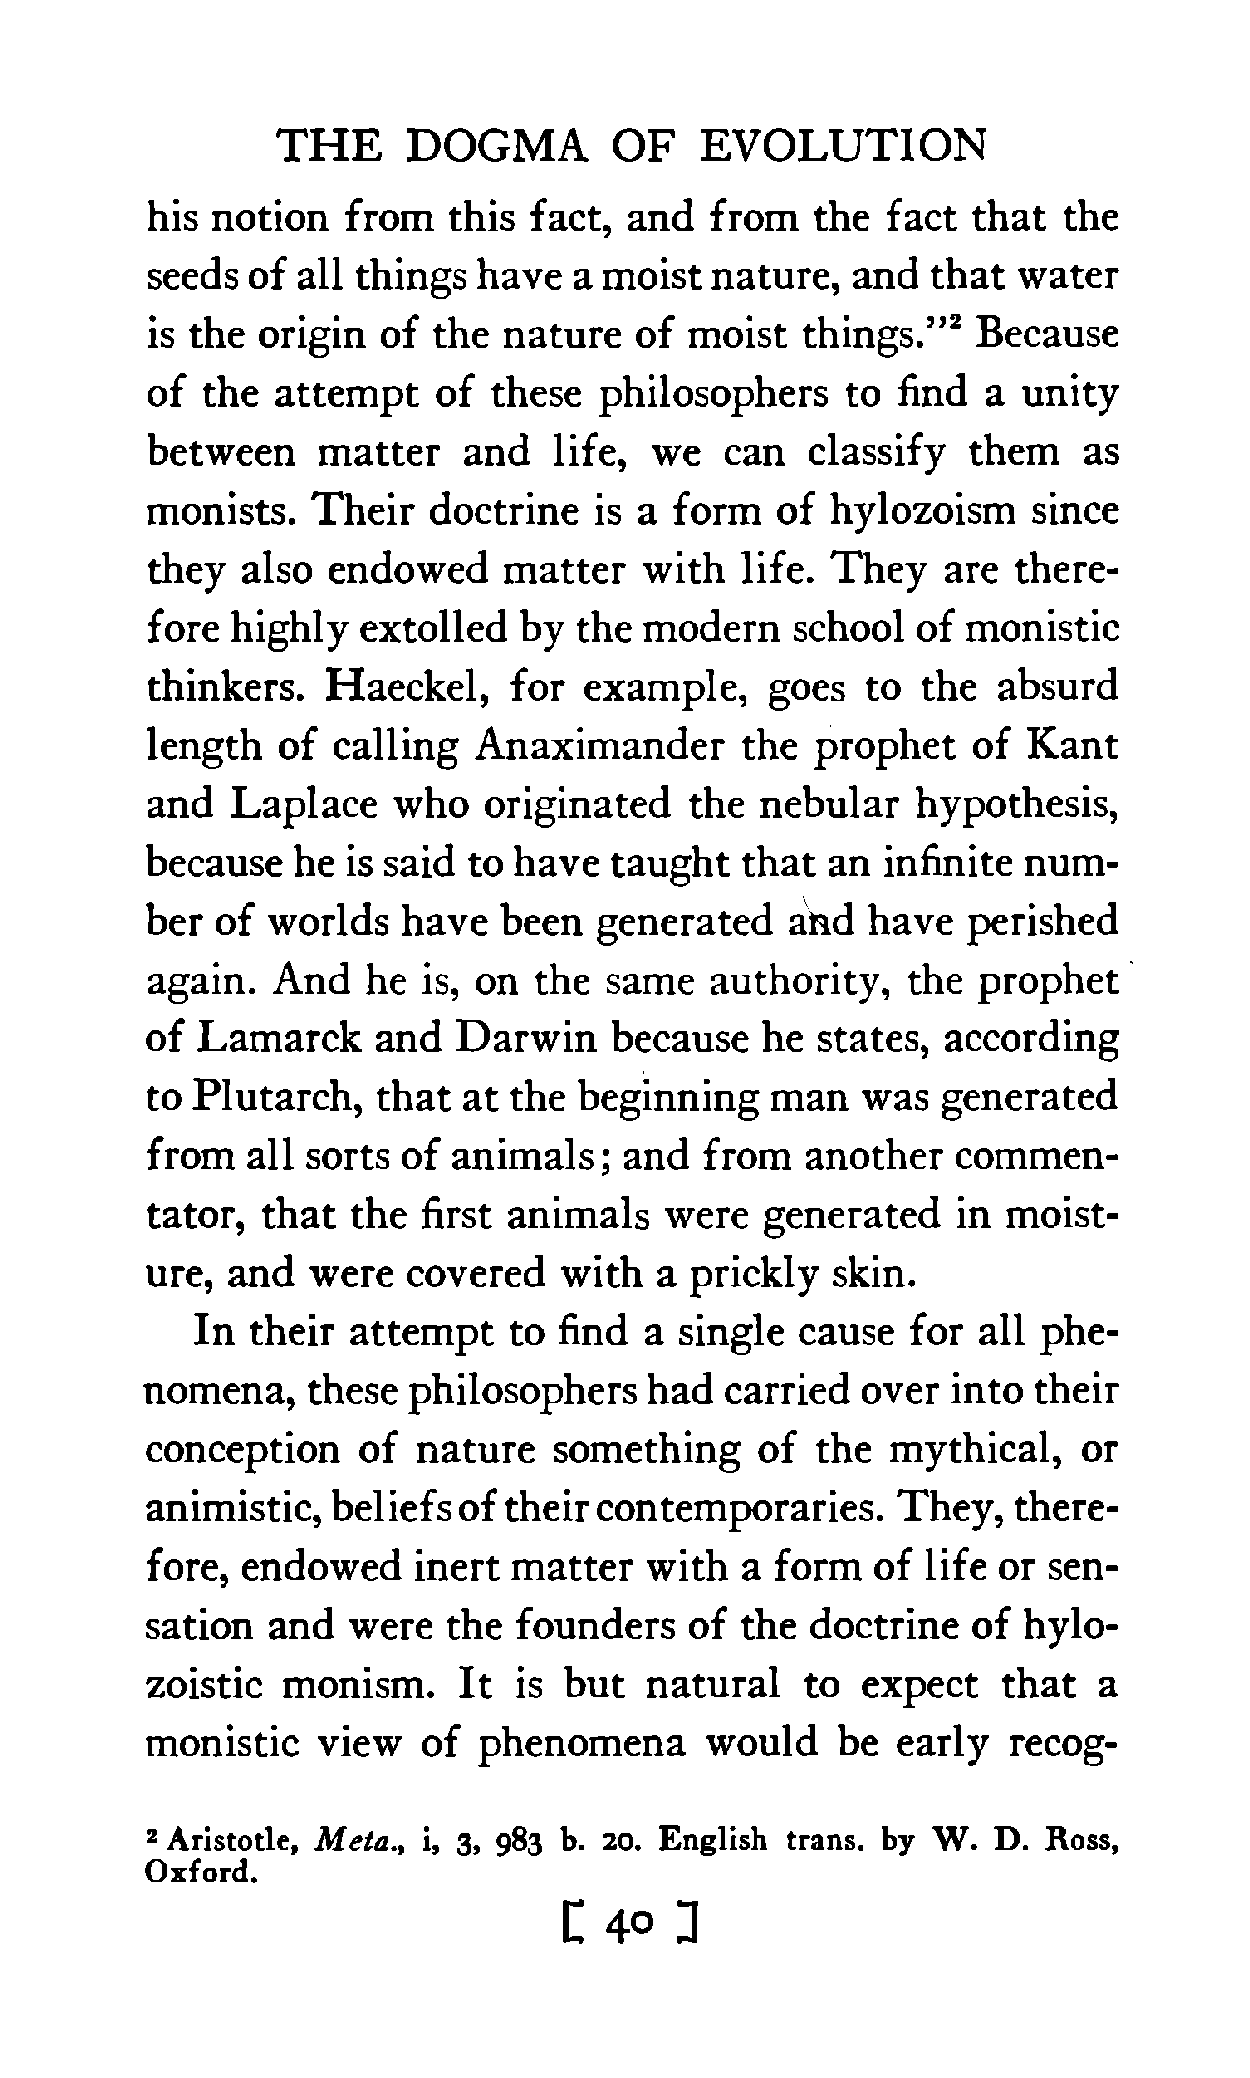 THE DOGMA OF EVOLUTION
his notion from this fact, and from the fact that the
seeds of all things have a moist nature, and that water
is the origin of the nature of moist things."² Because
of the attempt of these philosophers to find a unity
between matter and life, we can classify them as
monists. Their doctrine is a form of hylozoism since
they also endowed matter with life. They are there-
fore highly extolled by the modern school of monistic
thinkers. Haeckel, for example, goes to the absurd
length of calling Anaximander the prophet of Kant
and Laplace who originated the nebular hypothesis,
because he is said to have taught that an infinite num-
ber of worlds have been generated and have perished
again. And he is, on the same authority, the prophet
of Lamarck and Darwin because he states, according
to Plutarch, that at the beginning man was generated
from all sorts of animals; and from another commen-
tator, that the first animals were generated in moist-
ure, and were covered with a prickly skin.
In their attempt to find a single cause for all phe-
nomena, these philosophers had carried over into their
conception of nature something of the mythical, or
animistic, beliefs of their contemporaries. They, there-
fore, endowed inert matter with a form of life or sen-
sation and were the founders of the doctrine of hylo-
zoistic monism. It is but natural to expect that a
monistic view of phenomena would be early recog-
² Aristotle, Meta., i, 3, 983 b. 20. English trans. by W. D. Ross,
Oxford.
[ 40 ]